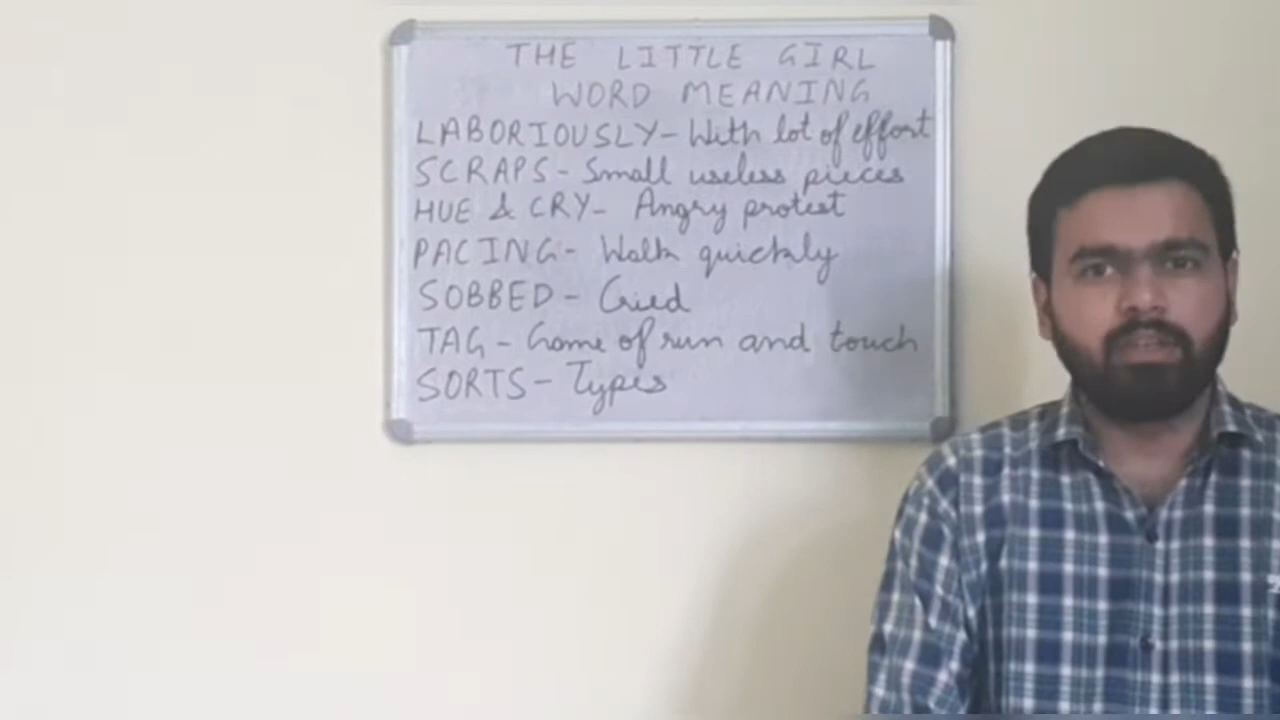 THE LITTLE GIRL
WORD MEANING
LABORIOUSLY - With lot of effort
SCRAPS - Small useless pieces
HUE & CRY - Angry protest
PACING - Walk quickly
SOBBED - Cried
TAG - Game of run and touch
SORTS - Types